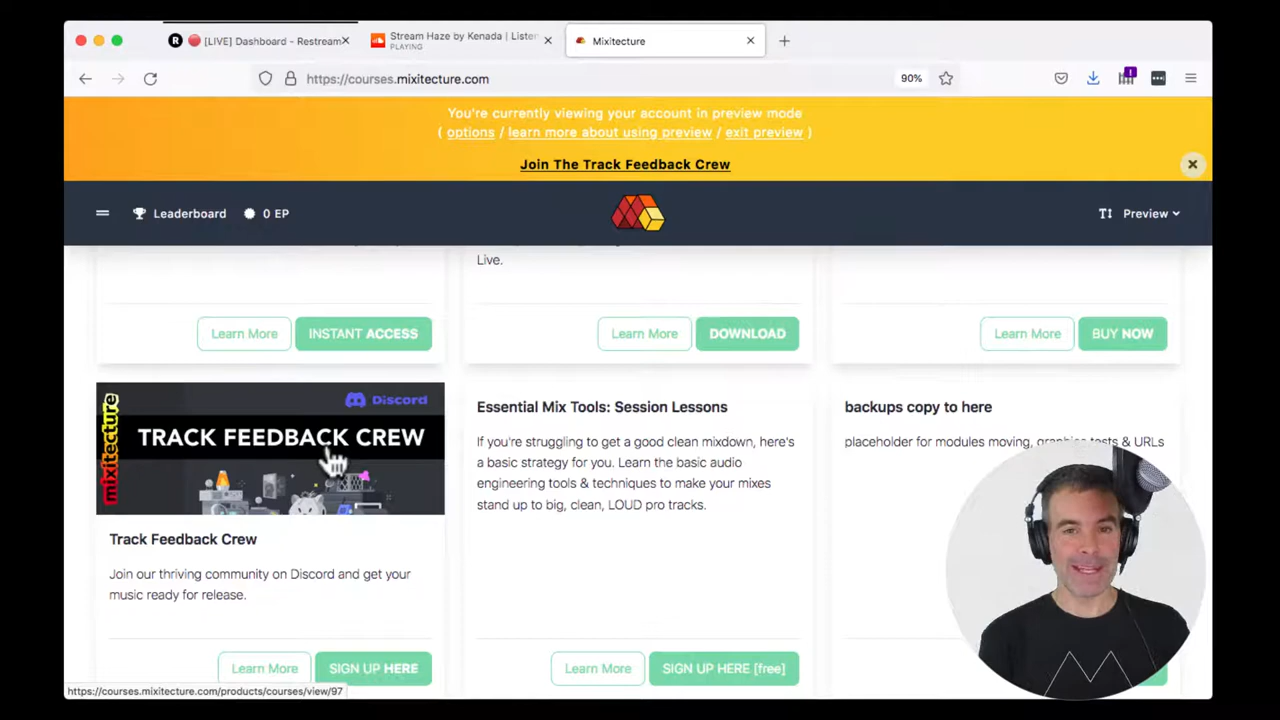 [LIVE] Dashboard - Restream
Stream Haze by Kenada | Listen
PLAYING
Mixitecture
https://courses.mixitecture.com
90%
You're currently viewing your account in preview mode
( options / learn more about using preview / exit preview )
Join The Track Feedback Crew
Leaderboard
0 EP
Preview
Live.
Learn More
INSTANT ACCESS
Learn More
DOWNLOAD
Learn More
BUY NOW
mixitecture
Discord
TRACK FEEDBACK CREW
Track Feedback Crew
Join our thriving community on Discord and get your
music ready for release.
Learn More
SIGN UP HERE
Essential Mix Tools: Session Lessons
If you're struggling to get a good clean mixdown, here's
a basic strategy for you. Learn the basic audio
engineering tools & techniques to make your mixes
stand up to big, clean, LOUD pro tracks.
Learn More
SIGN UP HERE [free]
backups copy to here
placeholder for modules moving, graphics tests & URLs
https://courses.mixitecture.com/products/courses/view/97